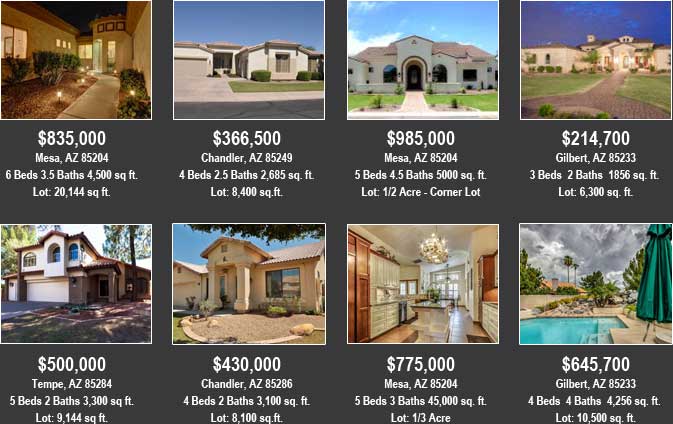 $835,000
Mesa, AZ 85204
6 Beds 3.5 Baths 4,500 sq ft.
Lot: 20,144 sq ft.
$366,500
Chandler, AZ 85249
4 Beds 2.5 Baths 2,685 sq. ft.
Lot: 8,400 sq.ft.
$985,000
Mesa, AZ 85204
5 Beds 4.5 Baths 5000 sq. ft.
Lot: 1/2 Acre - Corner Lot
$214,700
Gilbert, AZ 85233
3 Beds 2 Baths 1856 sq. ft.
Lot: 6,300 sq. ft.
$500,000
Tempe, AZ 85284
5 Beds 2 Baths 3,300 sq ft.
Lot: 9,144 sq ft.
$430,000
Chandler, AZ 85286
4 Beds 2 Baths 3,100 sq. ft.
Lot: 8,100 sq.ft.
$775,000
Mesa, AZ 85204
5 Beds 3 Baths 45,000 sq. ft.
Lot: 1/3 Acre
$645,700
Gilbert, AZ 85233
4 Beds 4 Baths 4,256 sq. ft.
Lot: 10,500 sq. ft.